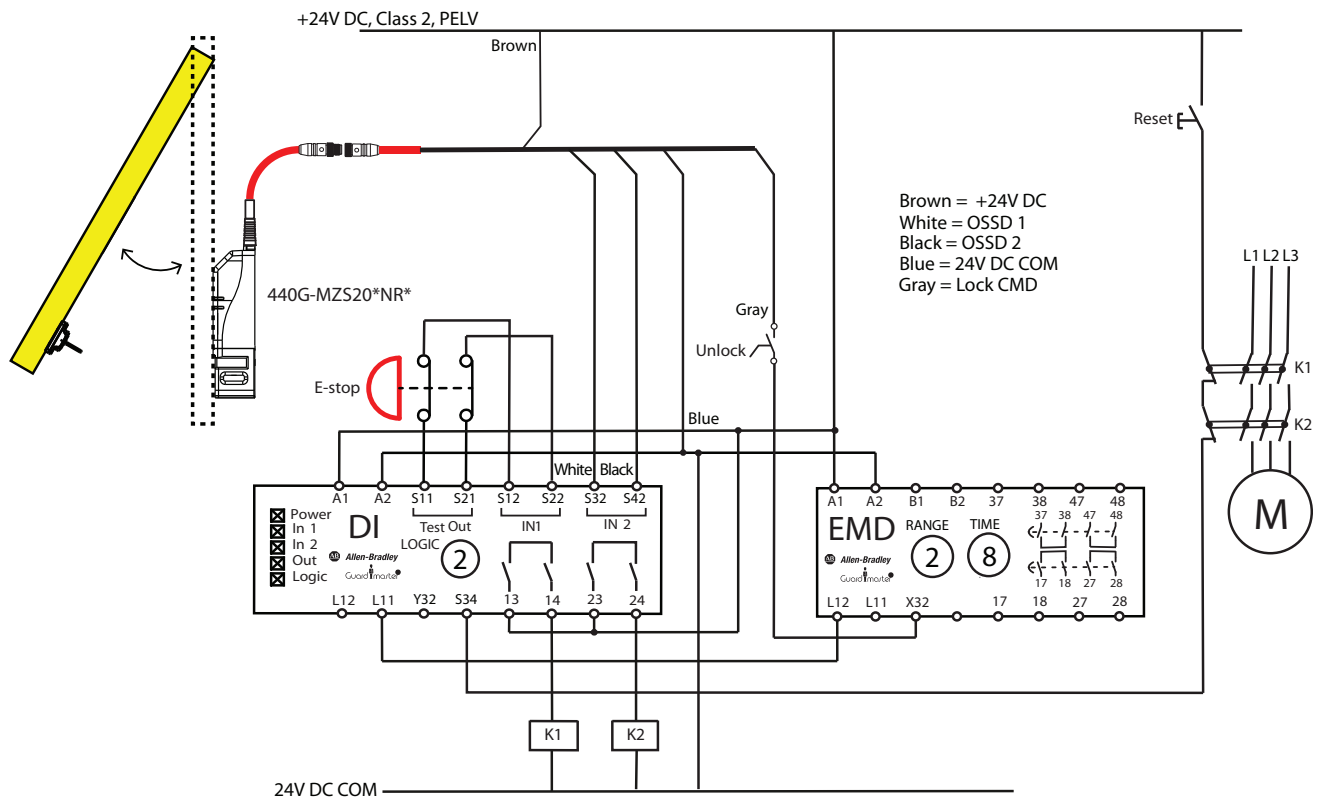 +24V DC, Class 2, PELV
Brown
Reset
Brown = +24V DC
White = OSSD 1
Black = OSSD 2
Blue = 24V DC COM
Gray = Lock CMD
L1 L2 L3
440G-MZS20*NR*
Gray
Unlock
K1
E-stop
K2
Blue
White Black
A1 A2 S11 S21 S12 S22 S32 S42
Power
In 1
In 2
Out
Logic
DI
Test Out
IN1
IN 2
LOGIC
2
AB Allen-Bradley
Guardmaster
L12 L11 Y32 S34 13 14 23 24
A1 A2 B1 B2 37 38 47 48
EMD
RANGE
2
TIME
8
37 38 47 48
AB Allen-Bradley
Guardmaster
17 18 27 28
L12 L11 X32 17 18 27 28
M
K1
K2
24V DC COM